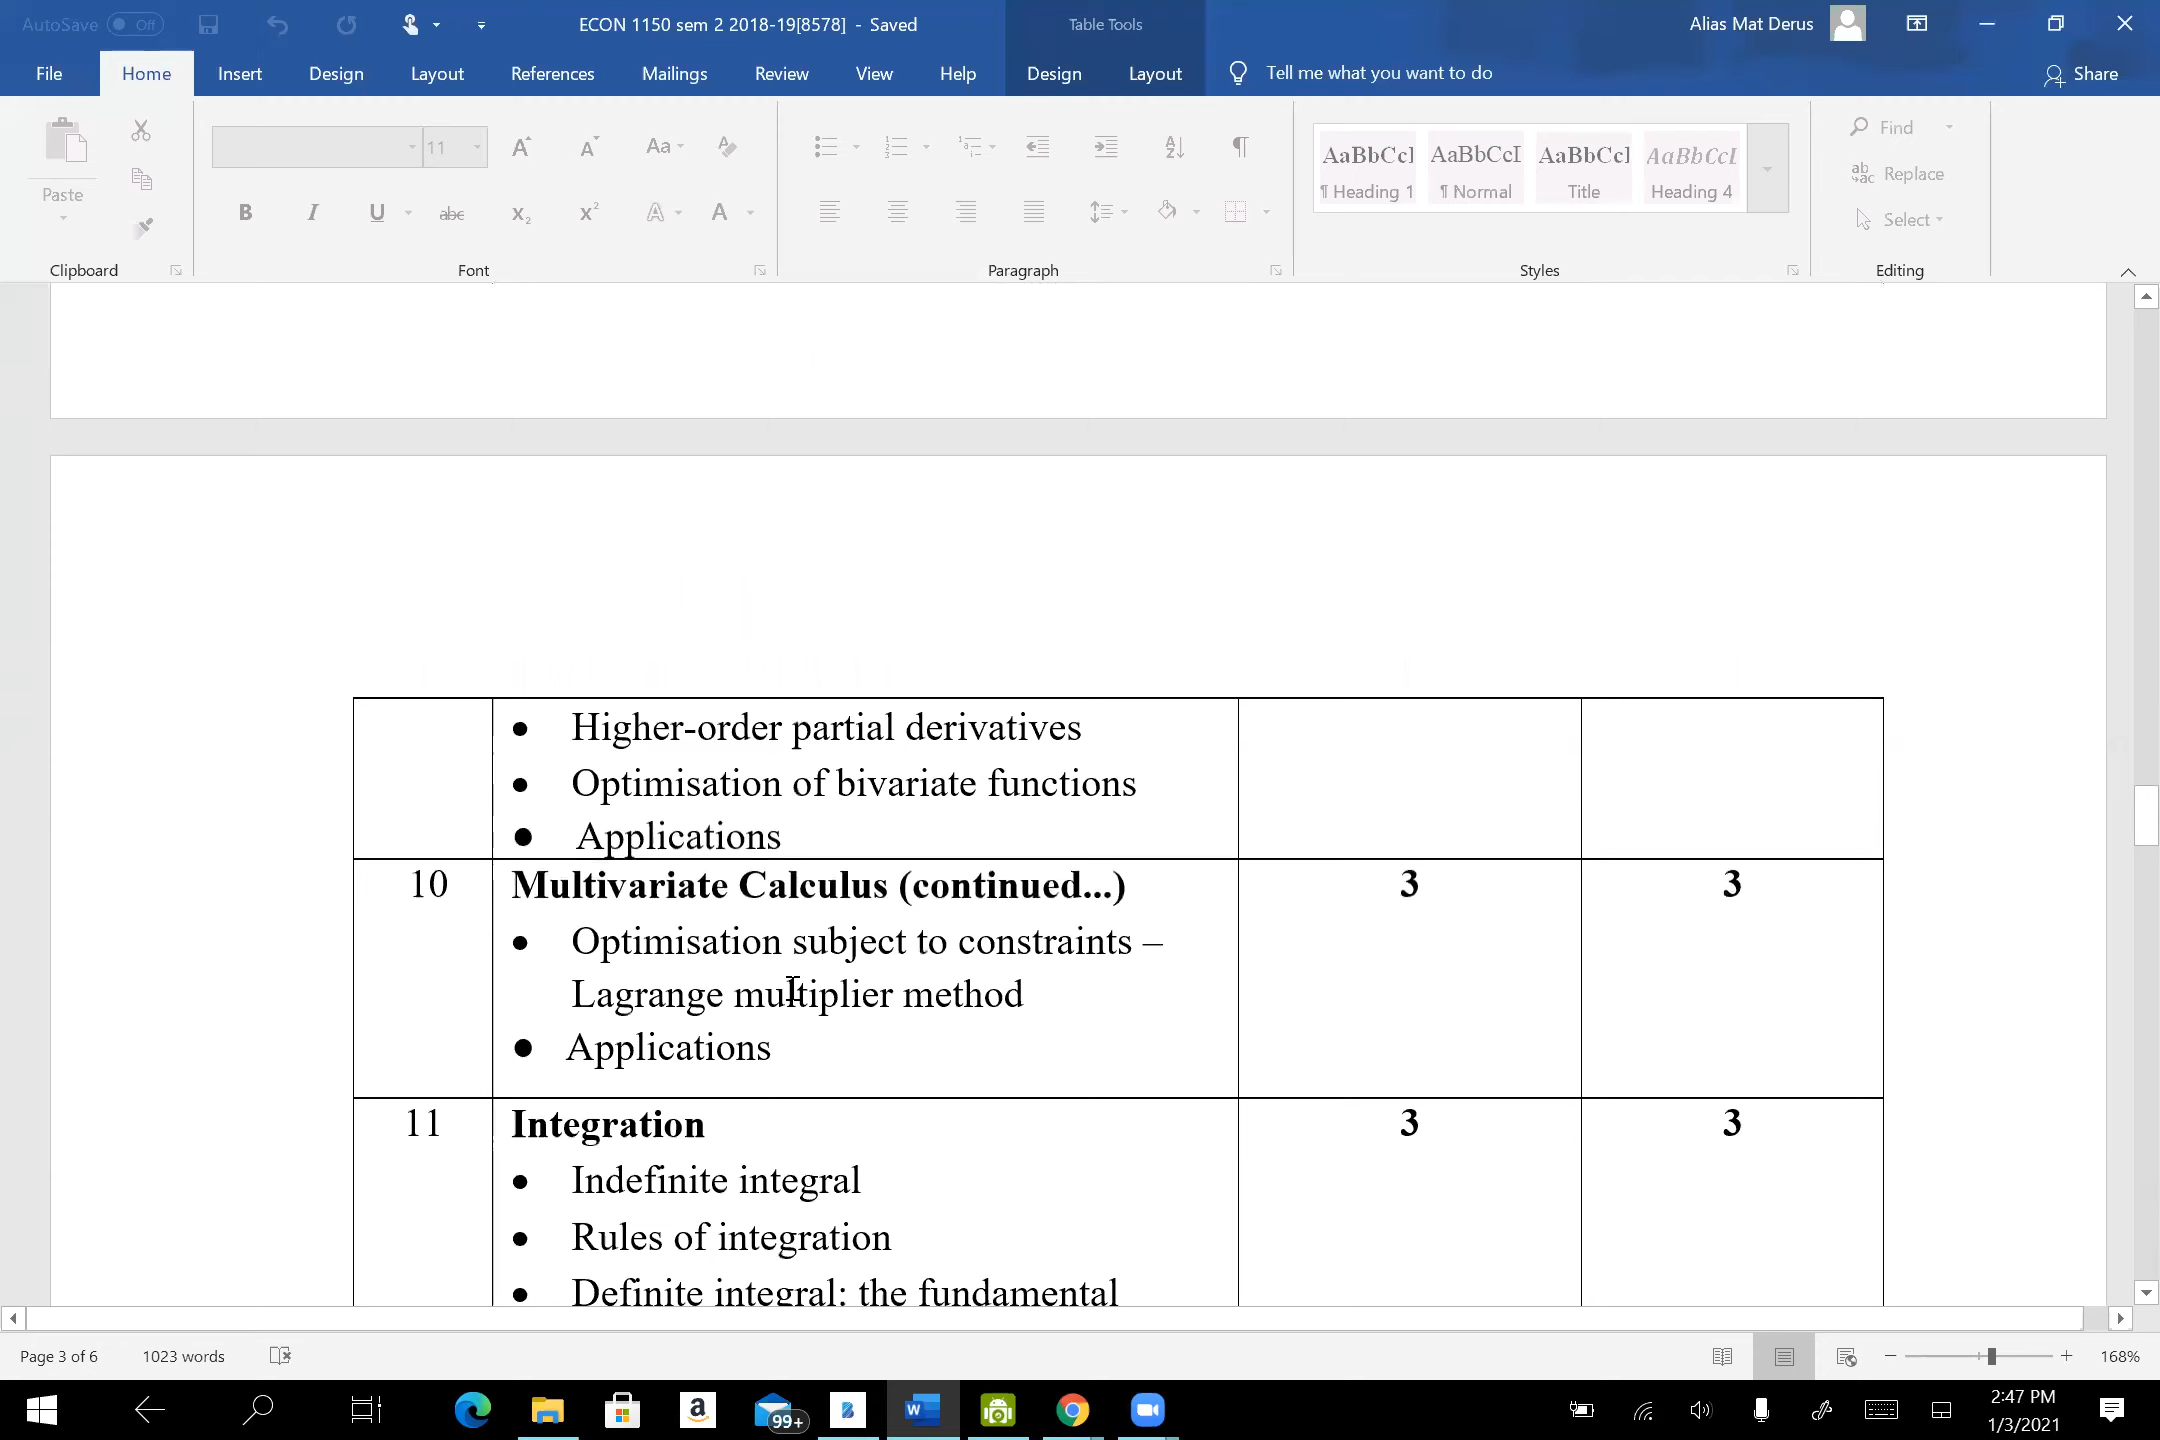 AutoSave Off
ECON 1150 sem 2 2018-19[8578] - Saved
Table Tools
Alias Mat Derus
File Home Insert Design Layout References Mailings Review View Help Design Layout Tell me what you want to do Share
Paste
Clipboard
11
Aa
B I U abc X₂ X² A A
Font
Paragraph
AaBbCcI AaBbCcI AaBbCcI AaBbCcI
¶ Heading 1 ¶ Normal Title Heading 4
Styles
Find
Replace
Select
Editing
• Higher-order partial derivatives
• Optimisation of bivariate functions
• Applications
10 Multivariate Calculus (continued...) 3 3
• Optimisation subject to constraints –
Lagrange multiplier method
• Applications
11 Integration 3 3
• Indefinite integral
• Rules of integration
• Definite integral: the fundamental
Page 3 of 6 1023 words 168%
99+
2:47 PM
1/3/2021